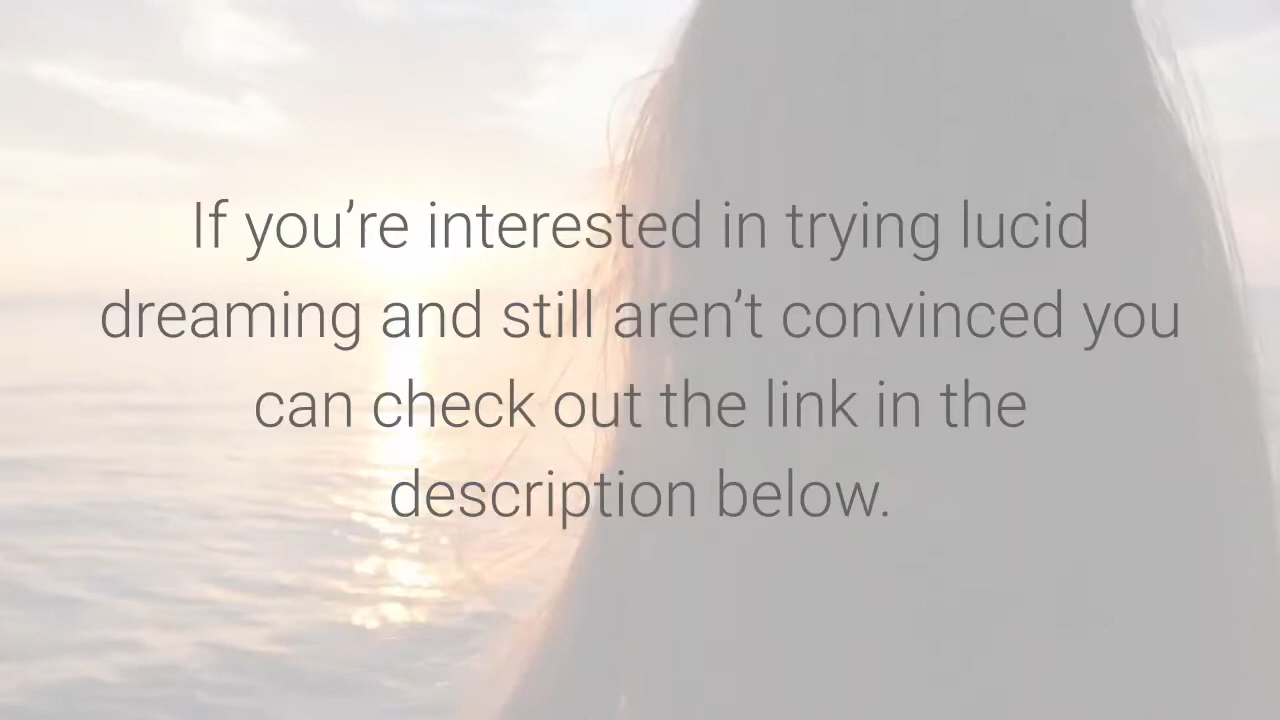 If you’re interested in trying lucid
dreaming and still aren’t convinced you
can check out the link in the
description below.